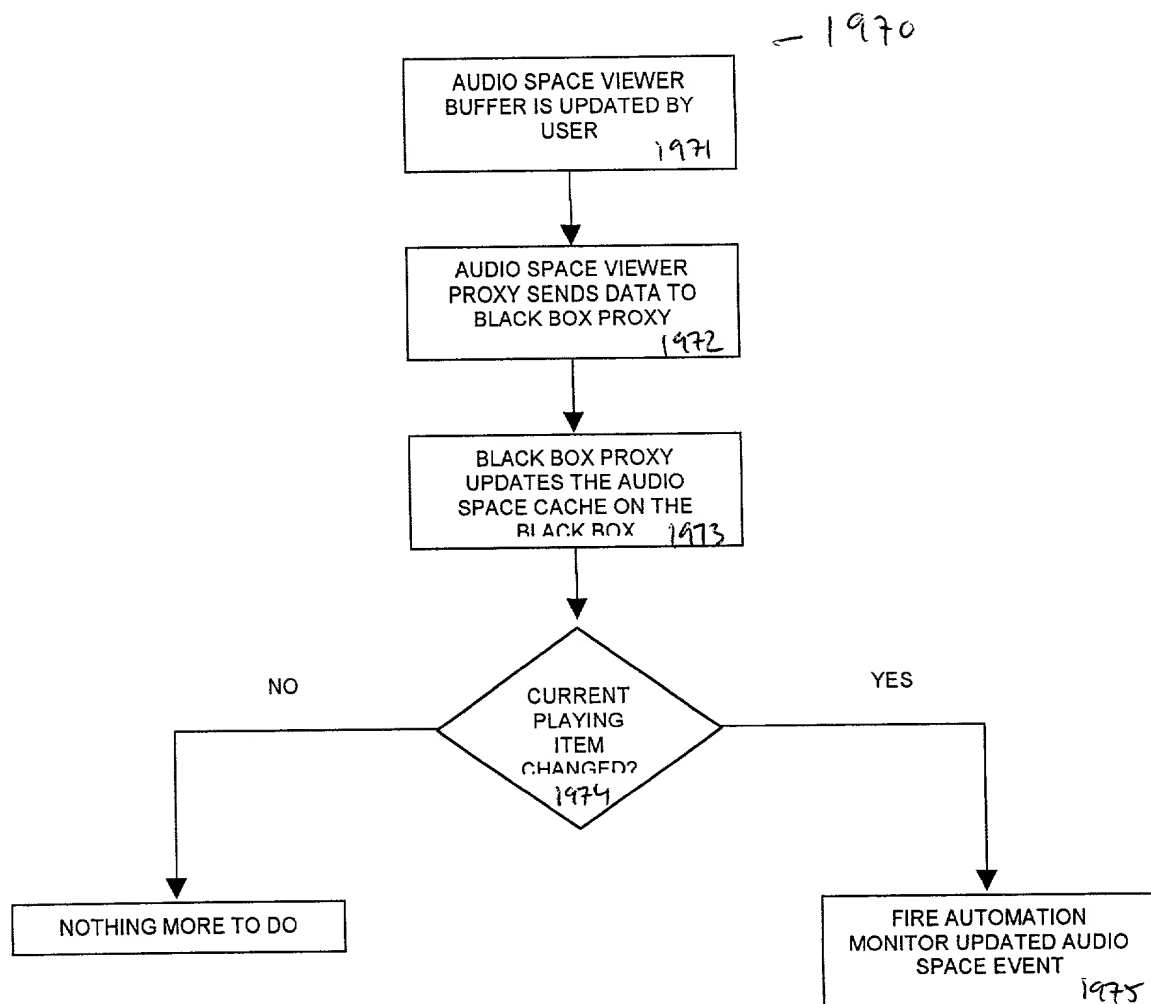 – 1970
AUDIO SPACE VIEWER
BUFFER IS UPDATED BY
USER
1971
AUDIO SPACE VIEWER
PROXY SENDS DATA TO
BLACK BOX PROXY
1972
BLACK BOX PROXY
UPDATES THE AUDIO
SPACE CACHE ON THE
BLACK BOX 1973
NO
YES
CURRENT
PLAYING
ITEM
CHANGED?
1974
NOTHING MORE TO DO
FIRE AUTOMATION
MONITOR UPDATED AUDIO
SPACE EVENT
1975